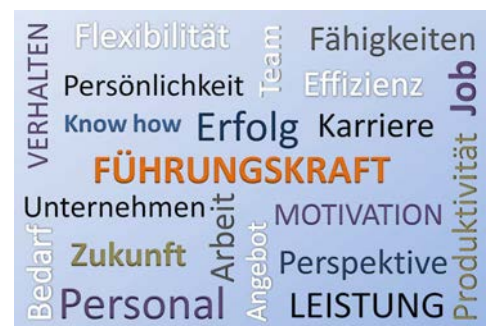 VERHALTEN
Flexibilität
Team
Fähigkeiten
Persönlichkeit
Effizienz
Job
Know how
Erfolg
Karriere
FÜHRUNGSKRAFT
Produktivität
Unternehmen
Arbeit
MOTIVATION
Bedarf
Zukunft
Angebot
Perspektive
Personal
LEISTUNG